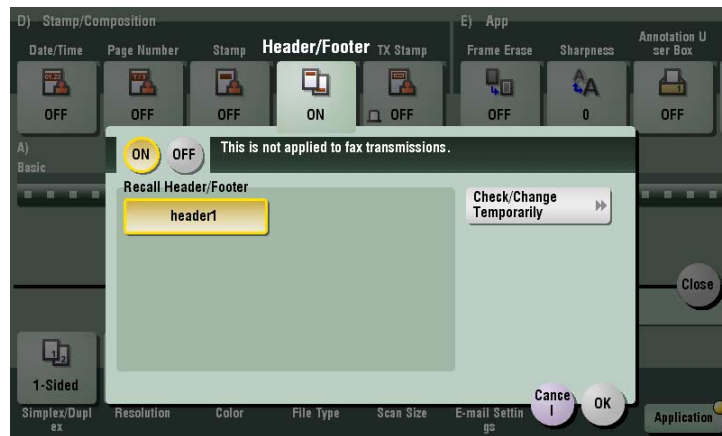 D) Stamp/Composition
E) App
Date/Time
Page Number
Stamp
Header/Footer
TX Stamp
Frame Erase
Sharpness
Annotation U
ser Box
OFF
OFF
OFF
ON
OFF
OFF
0
OFF
A)
Basic
ON
OFF
This is not applied to fax transmissions.
Recall Header/Footer
header1
Check/Change
Temporarily
Close
1-Sided
Cance
l
OK
Simplex/Dupl
ex
Resolution
Color
File Type
Scan Size
E-mail Settin
gs
Application